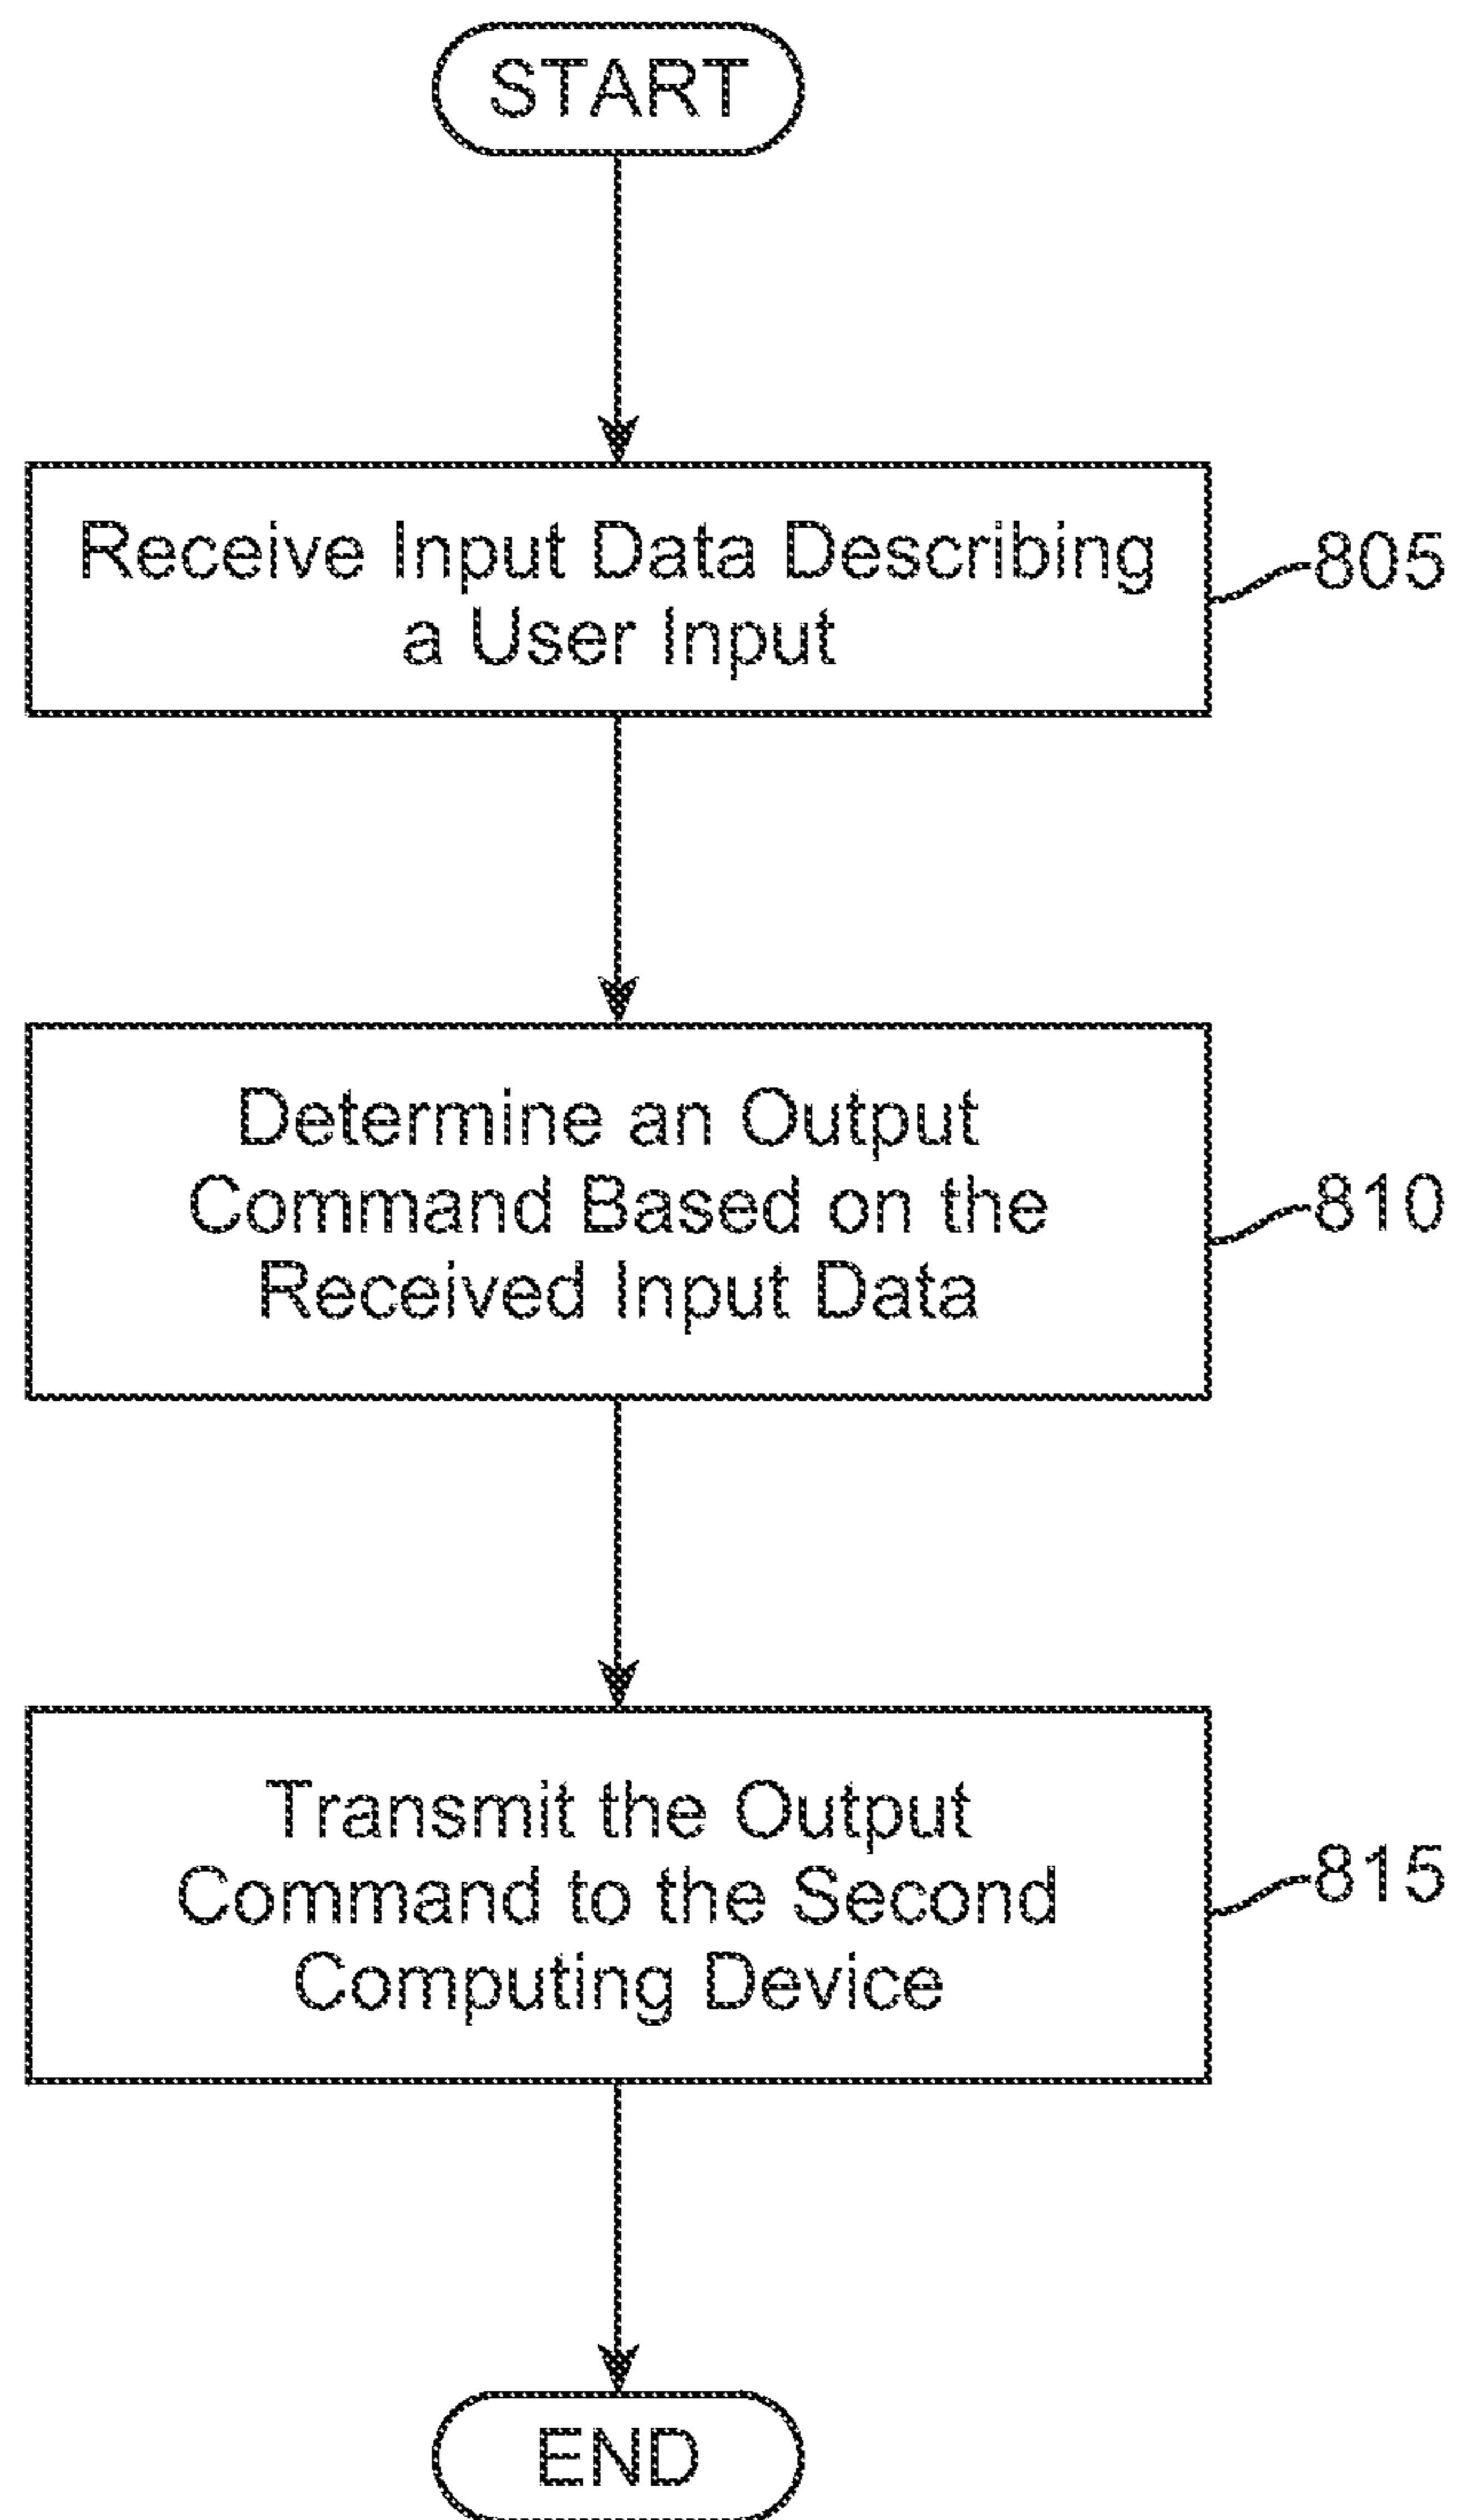 START
Receive Input Data Describing
a User Input
805
Determine an Output
Command Based on the
Received Input Data
810
Transmit the Output
Command to the Second
Computing Device
815
END